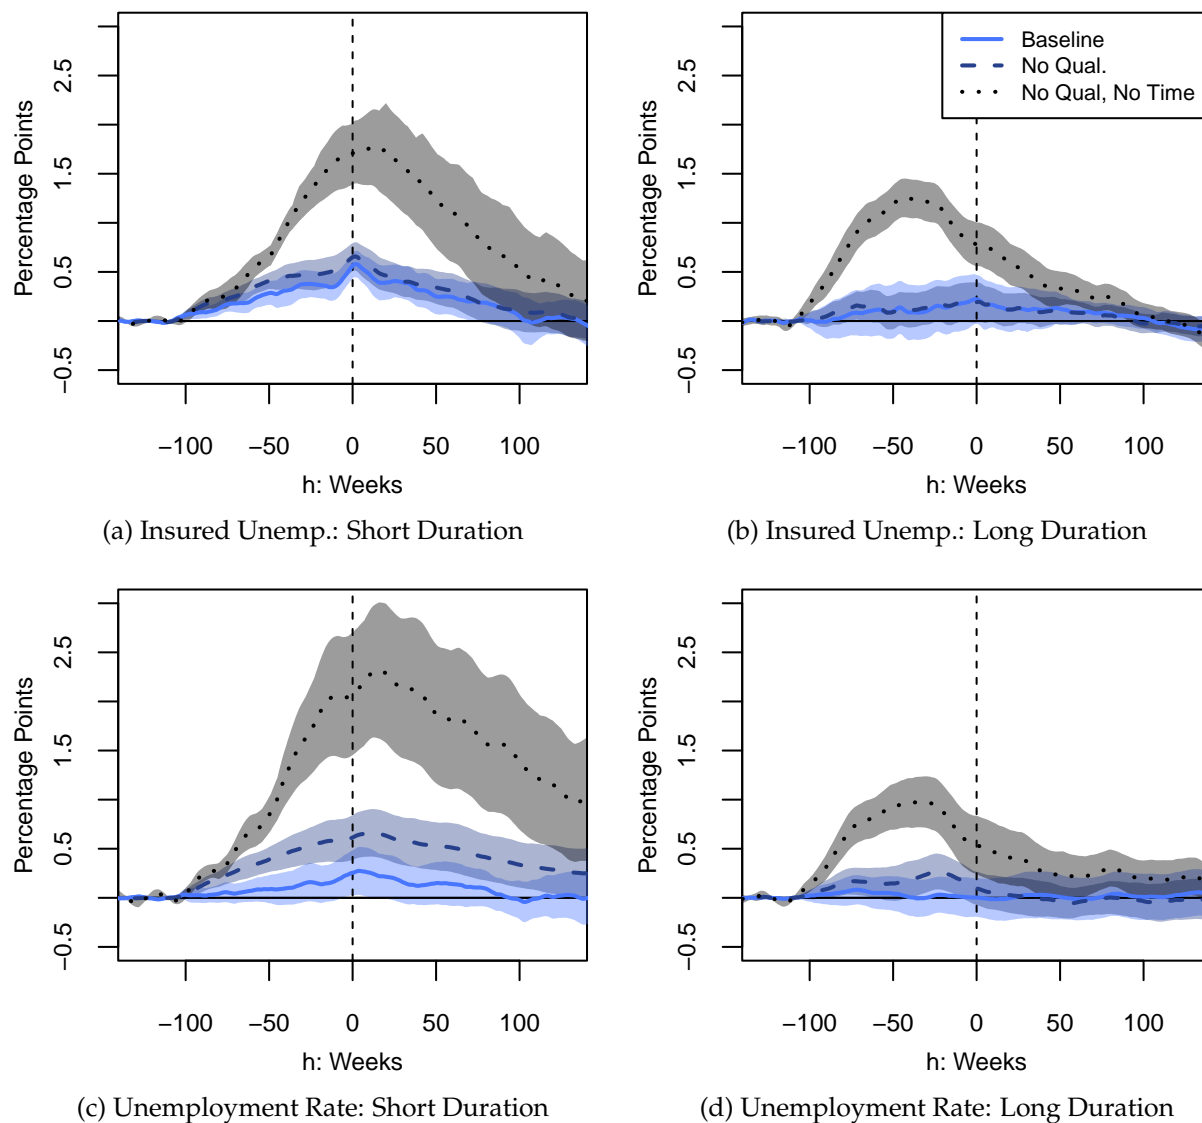 Percentage Points
2.5
1.5
0.5
−0.5
−100 −50 0 50 100
h: Weeks
(a) Insured Unemp.: Short Duration
Baseline
No Qual.
No Qual, No Time
Percentage Points
2.5
1.5
0.5
−0.5
−100 −50 0 50 100
h: Weeks
(b) Insured Unemp.: Long Duration
Percentage Points
2.5
1.5
0.5
−0.5
−100 −50 0 50 100
h: Weeks
(c) Unemployment Rate: Short Duration
Percentage Points
2.5
1.5
0.5
−0.5
−100 −50 0 50 100
h: Weeks
(d) Unemployment Rate: Long Duration